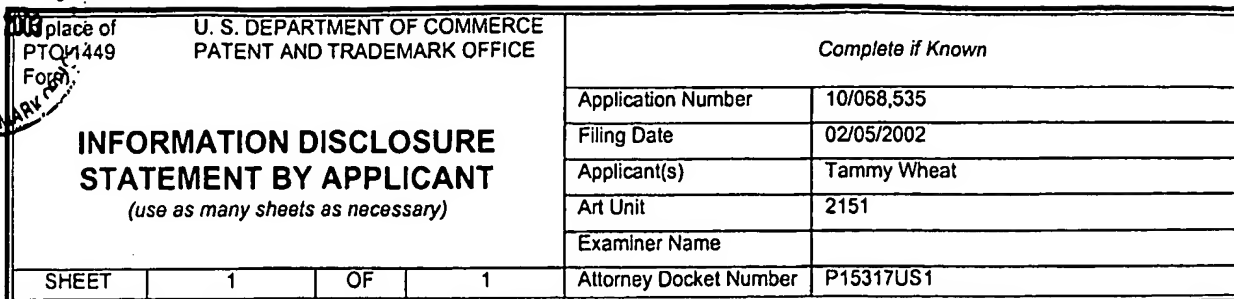 place of U. S. DEPARTMENT OF COMMERCE
PTO/1449 PATENT AND TRADEMARK OFFICE
Form
INFORMATION DISCLOSURE
STATEMENT BY APPLICANT
(use as many sheets as necessary)
SHEET 1 OF 1
Complete if Known
Application Number 10/068,535
Filing Date 02/05/2002
Applicant(s) Tammy Wheat
Art Unit 2151
Examiner Name
Attorney Docket Number P15317US1